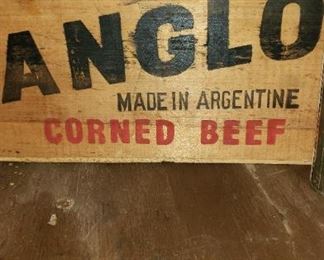 ANGLO
MADE IN ARGENTINE
CORNED BEEF